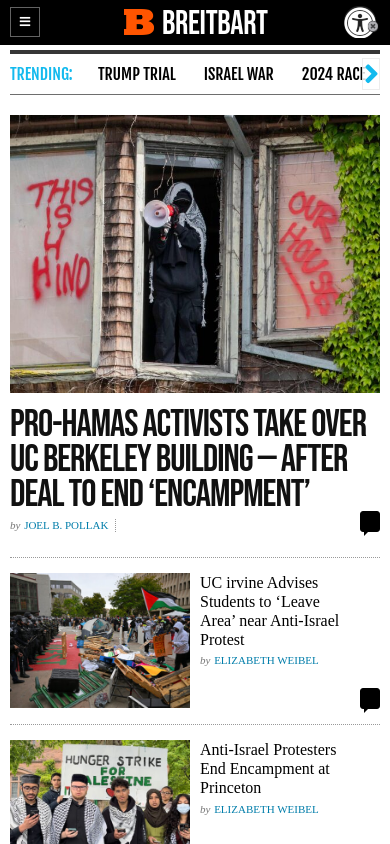 BREITBART
TRENDING:
TRUMP TRIAL
ISRAEL WAR
2024 RAC
THIS
IS
H
HIND
OUR
HOUSE
PRO-HAMAS ACTIVISTS TAKE OVER
UC BERKELEY BUILDING — AFTER
DEAL TO END ‘ENCAMPMENT’
by JOEL B. POLLAK
UC irvine Advises
Students to ‘Leave
Area’ near Anti-Israel
Protest
by ELIZABETH WEIBEL
HUNGER STRIKE
FOR
PALESTINE
Anti-Israel Protesters
End Encampment at
Princeton
by ELIZABETH WEIBEL